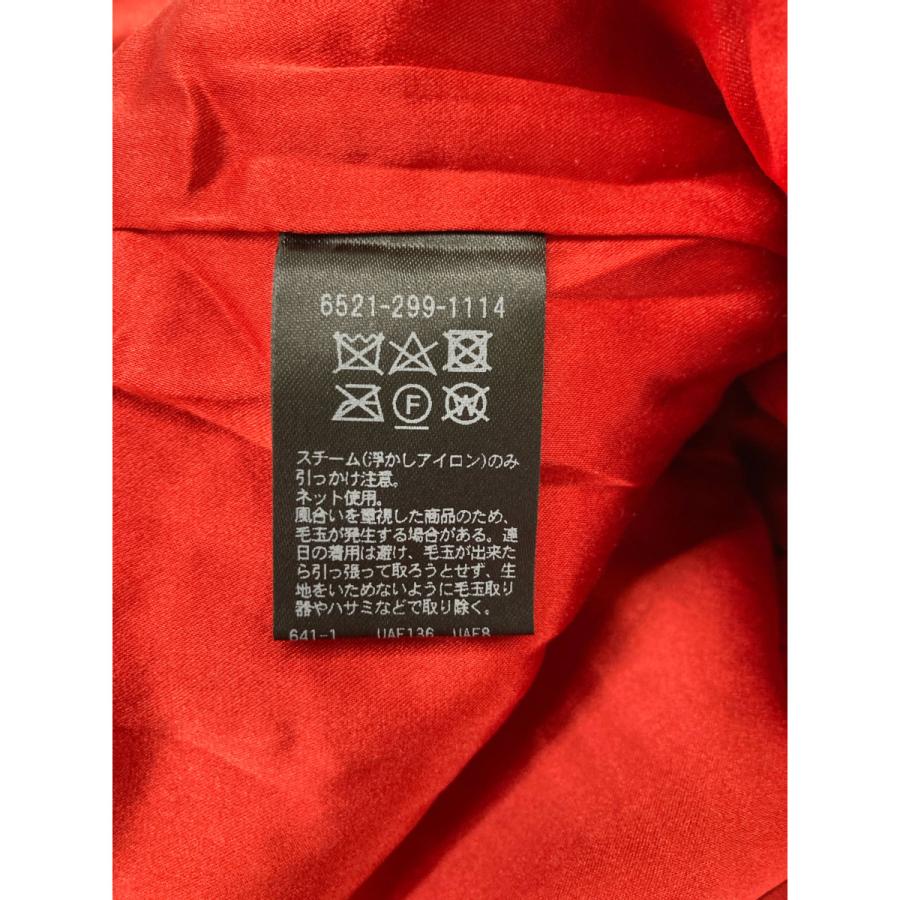 6521-299-1114
F W
スチーム(浮かしアイロン)のみ
引っかけ注意。
ネット使用。
風合いを重視した商品のため、
毛玉が発生する場合がある。連
日の着用は避け、毛玉が出来た
ら引っ張って取ろうとせず、生
地をいためないように毛玉取り
器やハサミなどで取り除く。
641-1 UAE136 UAE8